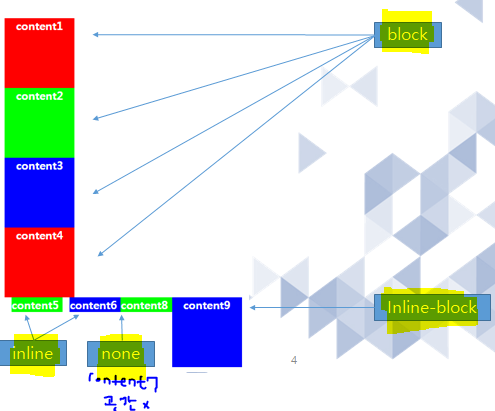 content1
block
content2
content3
content4
content5
content6
content8
content9
Inline-block
inline
none
4
content7
공간 x